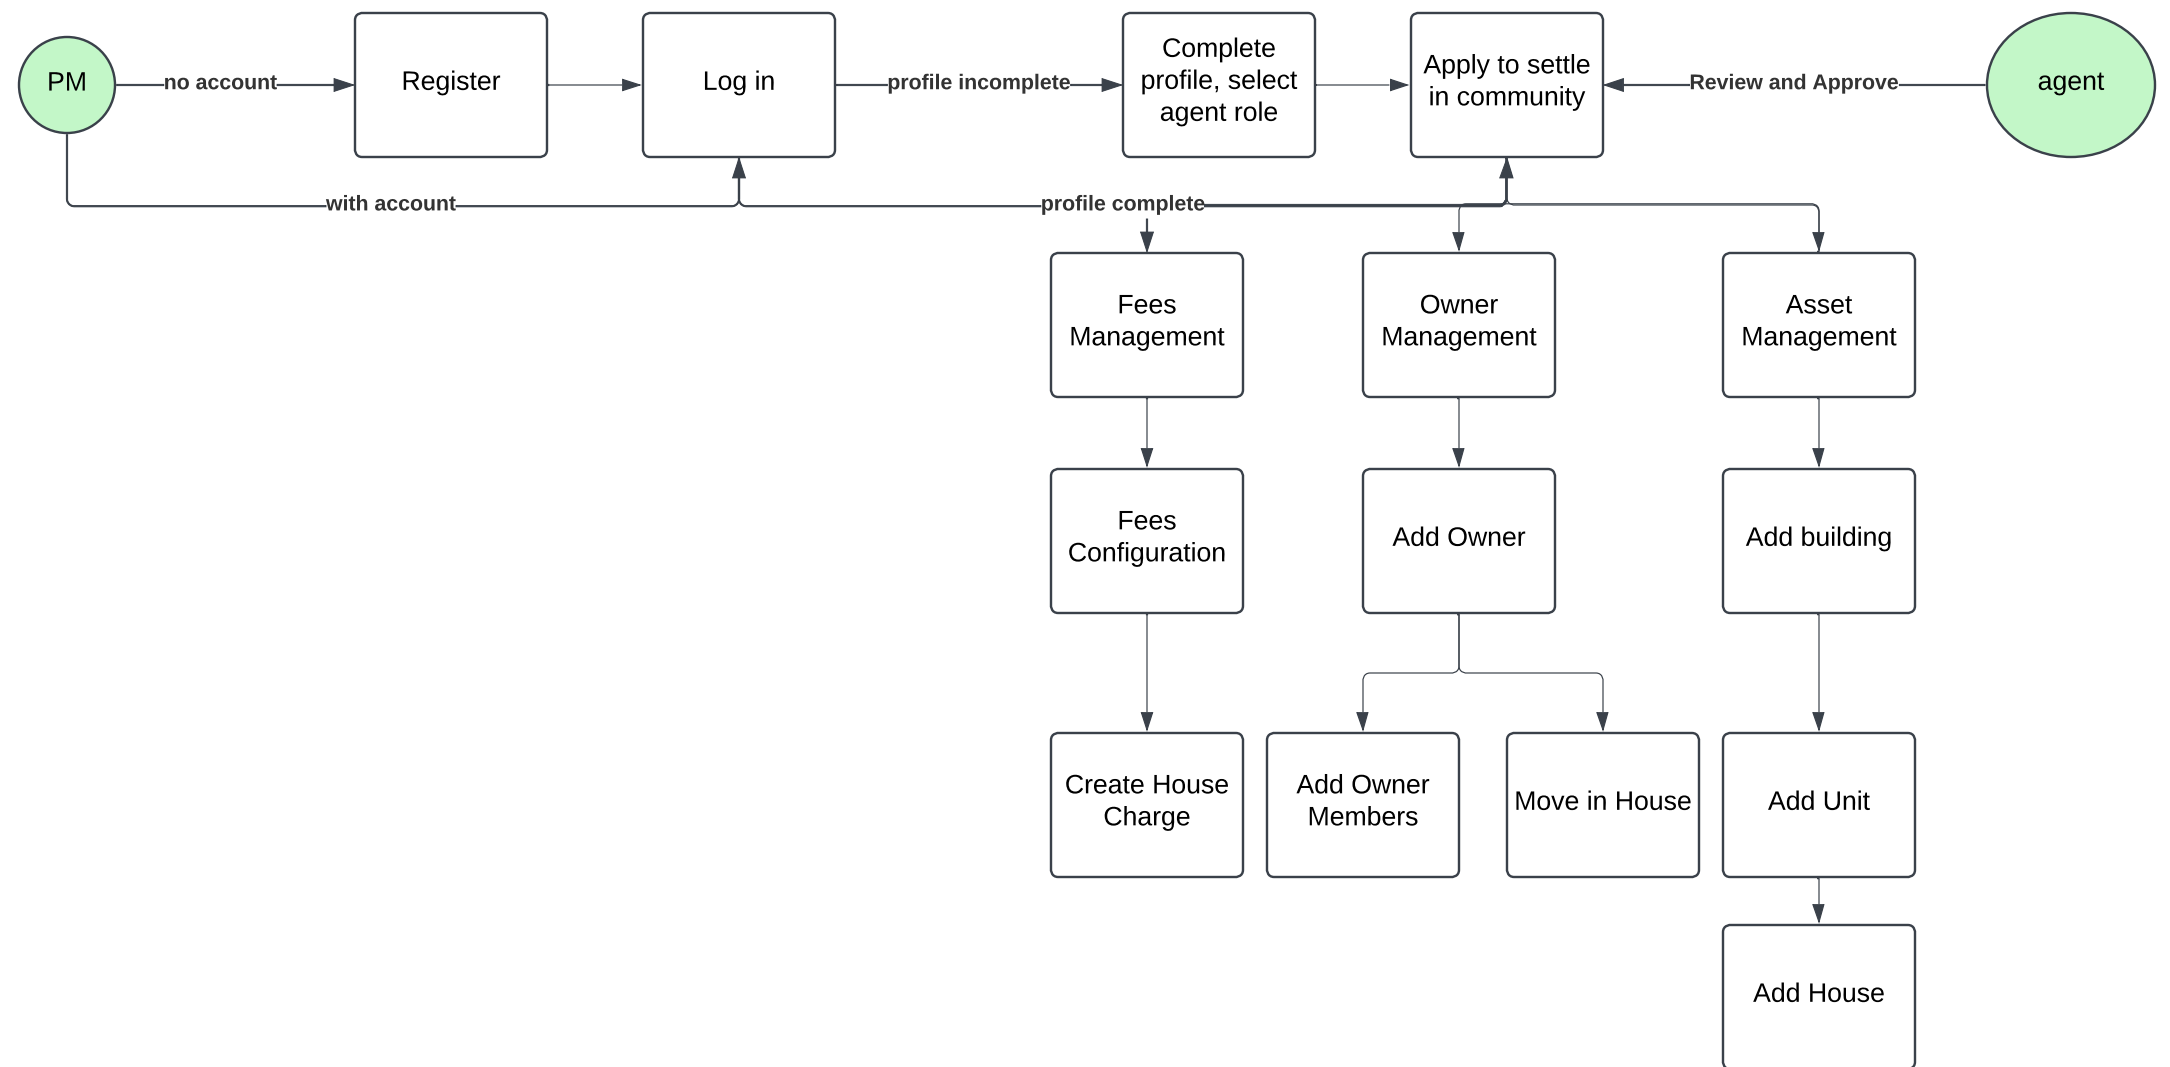 PM
no account
Register
Log in
profile incomplete
Complete
profile, select
agent role
Apply to settle
in community
Review and Approve
agent
with account
profile complete
Fees
Management
Owner
Management
Asset
Management
Fees
Configuration
Add Owner
Add building
Create House
Charge
Add Owner
Members
Move in House
Add Unit
Add House